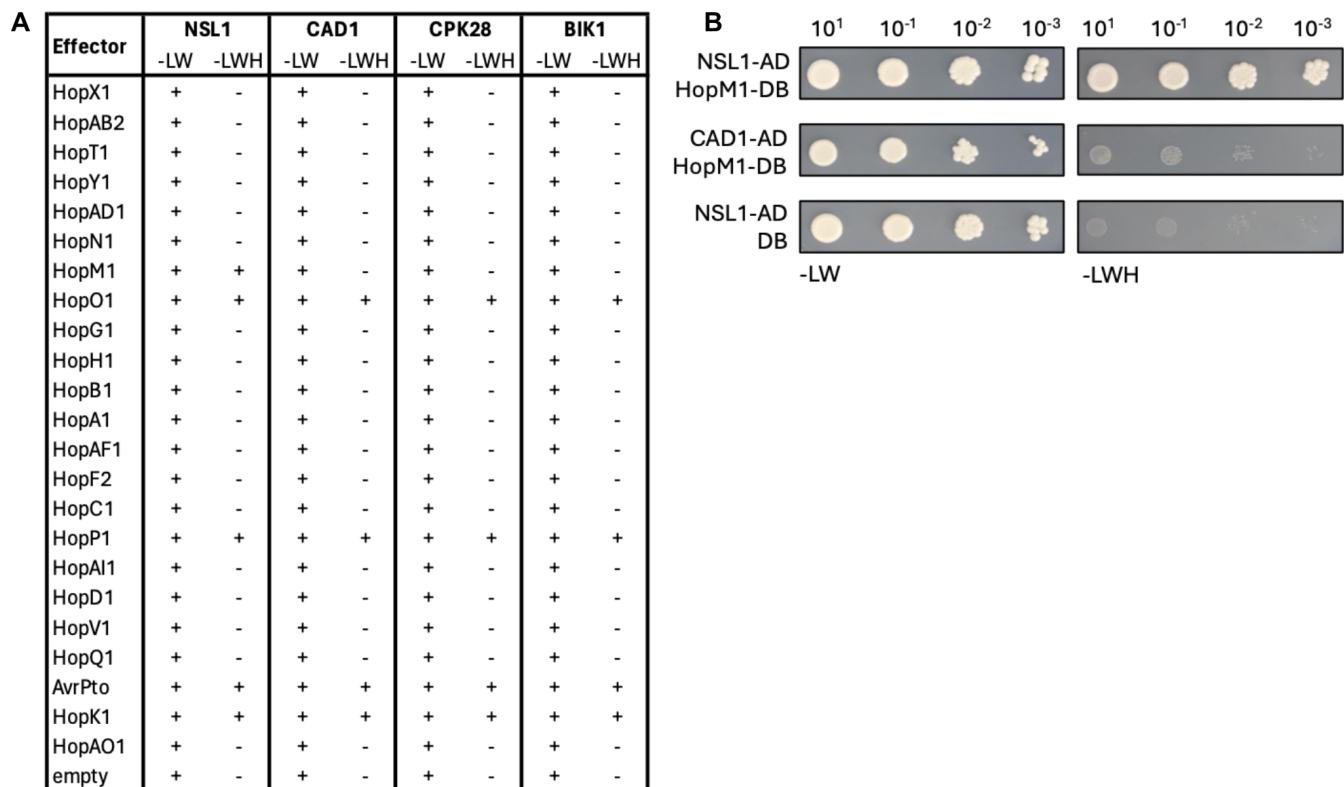 A
Effector NSL1 CAD1 CPK28 BIK1
-LW -LWH -LW -LWH -LW -LWH -LW -LWH
HopX1 + - + - + - + -
HopAB2 + - + - + - + -
HopT1 + - + - + - + -
HopY1 + - + - + - + -
HopAD1 + - + - + - + -
HopN1 + - + - + - + -
HopM1 + + + - + - + -
HopO1 + + + + + + + +
HopG1 + - + - + - + -
HopH1 + - + - + - + -
HopB1 + - + - + - + -
HopA1 + - + - + - + -
HopAF1 + - + - + - + -
HopF2 + - + - + - + -
HopC1 + - + - + - + -
HopP1 + + + + + + + +
HopAI1 + - + - + - + -
HopD1 + - + - + - + -
HopV1 + - + - + - + -
HopQ1 + - + - + - + -
AvrPto + + + + + + + +
HopK1 + + + + + + + +
HopAO1 + - + - + - + -
empty + - + - + - + -
B
10¹ 10⁻¹ 10⁻² 10⁻³ 10¹ 10⁻¹ 10⁻² 10⁻³
NSL1-AD
HopM1-DB
CAD1-AD
HopM1-DB
NSL1-AD
DB
-LW -LWH